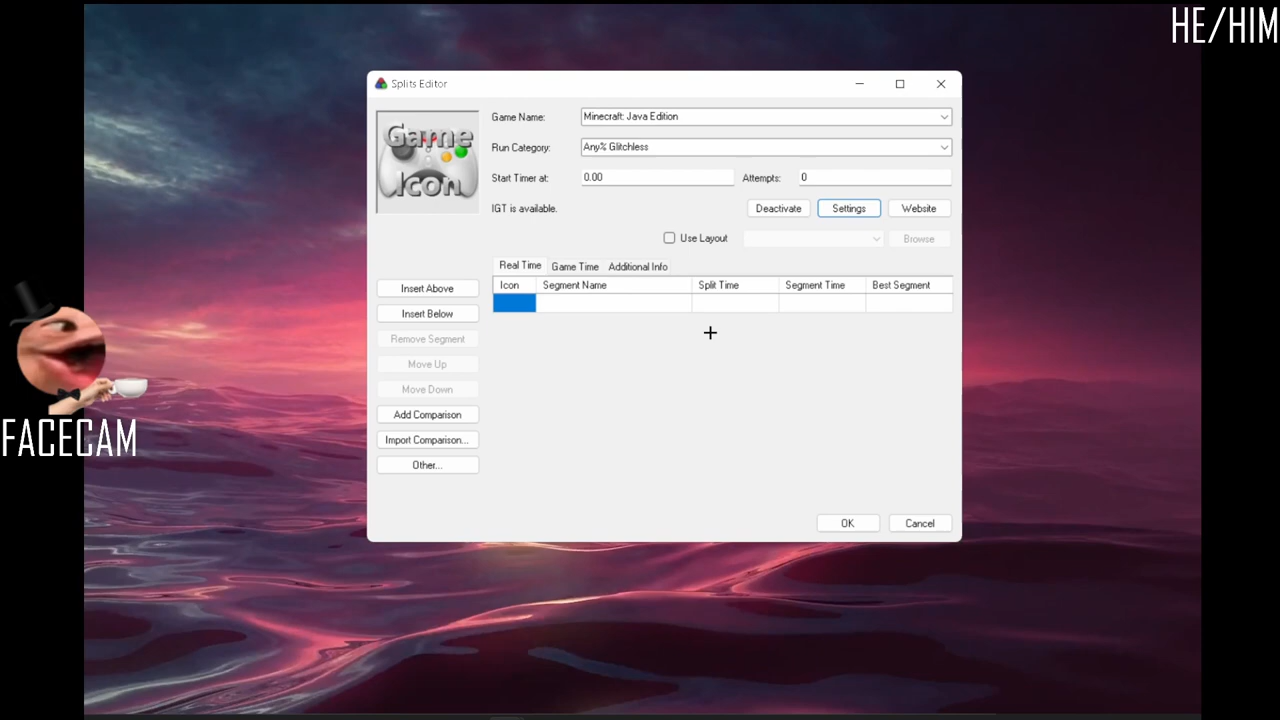 HE/HIM
Splits Editor
Game Icon
Game Name: Minecraft: Java Edition
Run Category: Any% Glitchless
Start Timer at: 0.00 Attempts: 0
IGT is available. Deactivate Settings Website
Use Layout Browse
Real Time Game Time Additional Info
Icon Segment Name Split Time Segment Time Best Segment
Insert Above
Insert Below
Remove Segment
Move Up
Move Down
Add Comparison
Import Comparison...
Other...
OK Cancel
FACECAM